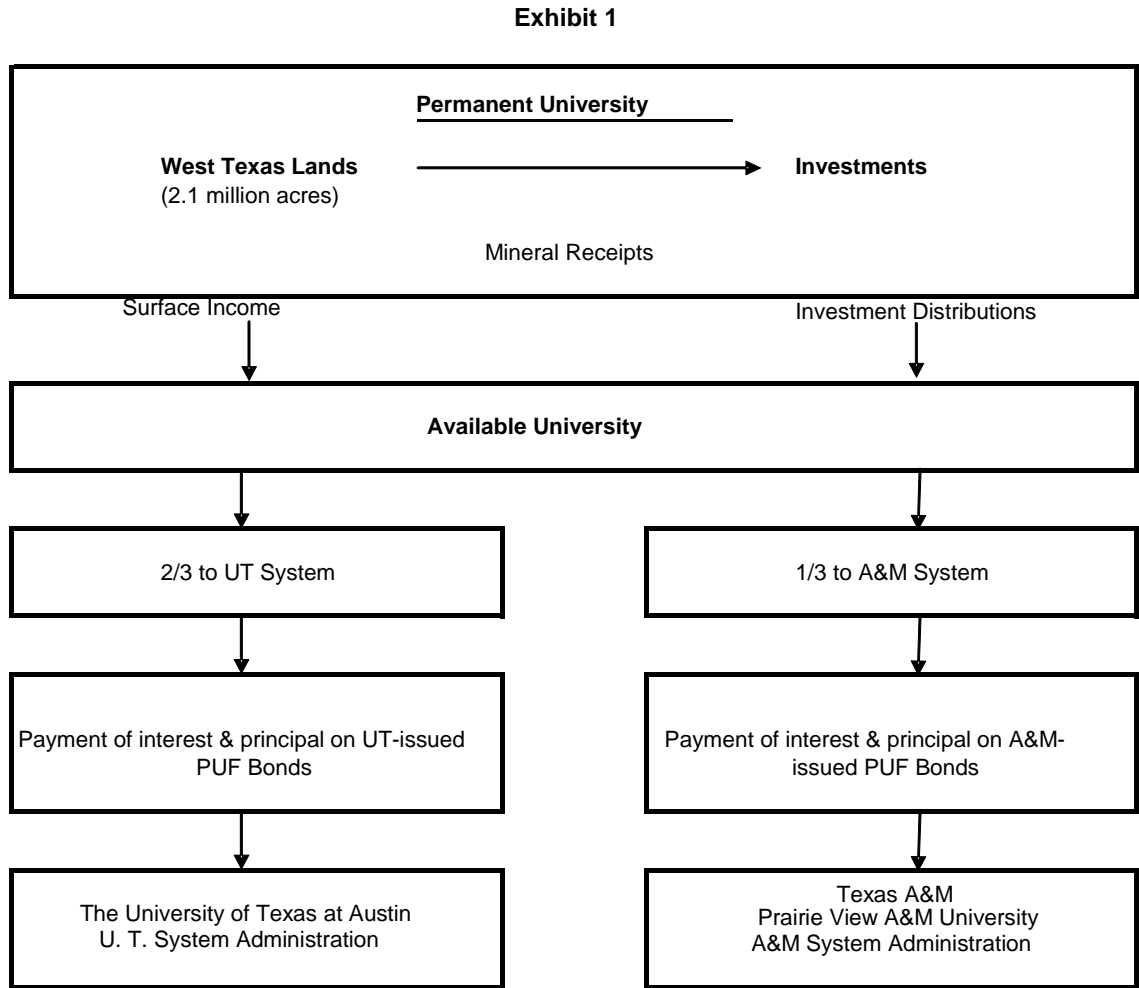 Exhibit 1
Permanent University
West Texas Lands
(2.1 million acres)
Investments
Mineral Receipts
Surface Income
Investment Distributions
Available University
2/3 to UT System
1/3 to A&M System
Payment of interest & principal on UT-issued
PUF Bonds
Payment of interest & principal on A&M-
issued PUF Bonds
The University of Texas at Austin
U. T. System Administration
Texas A&M
Prairie View A&M University
A&M System Administration